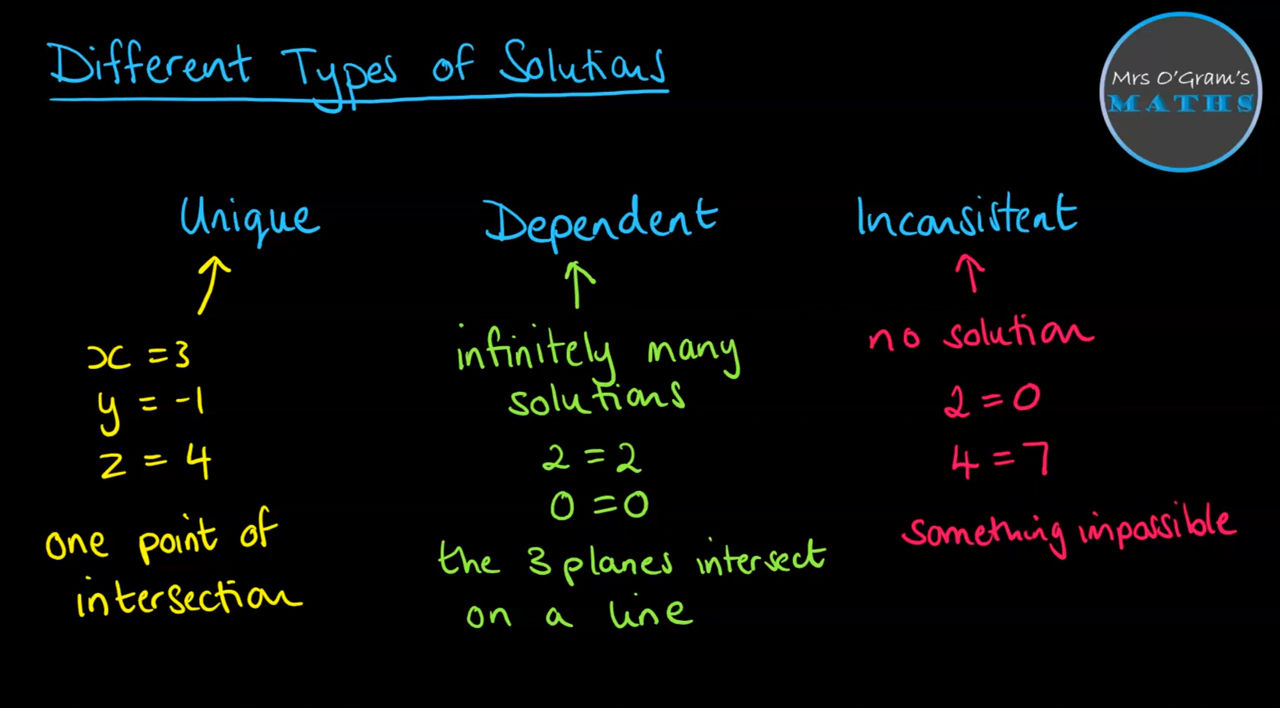 Different Types of Solutions
Mrs O'Gram's
MATHS
Unique
x = 3
y = -1
z = 4
one point of
intersection
Dependent
infinitely many
solutions
2 = 2
0 = 0
the 3 planes intersect
on a line
Inconsistent
no solution
2 = 0
4 = 7
something impossible